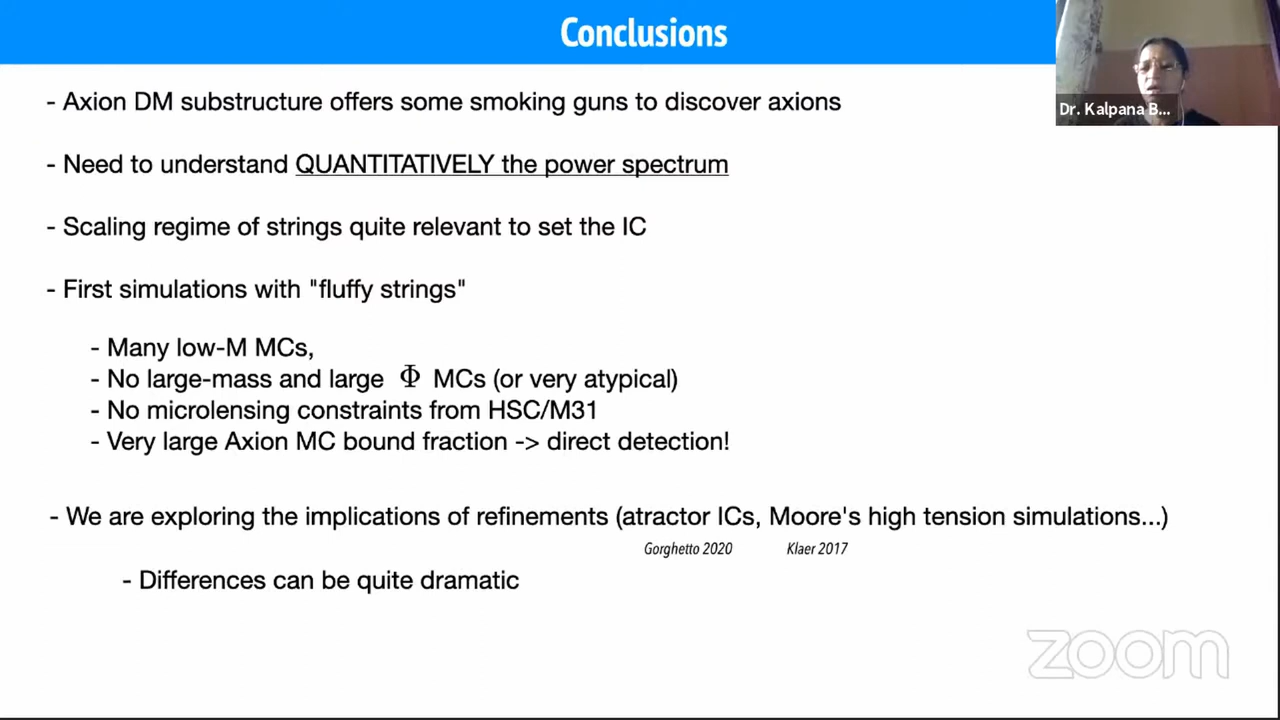 Conclusions
Dr. Kalpana B...
- Axion DM substructure offers some smoking guns to discover axions
- Need to understand QUANTITATIVELY the power spectrum
- Scaling regime of strings quite relevant to set the IC
- First simulations with "fluffy strings"
- Many low-M MCs,
- No large-mass and large Φ MCs (or very atypical)
- No microlensing constraints from HSC/M31
- Very large Axion MC bound fraction -> direct detection!
- We are exploring the implications of refinements (atractor ICs, Moore's high tension simulations...)
Gorghetto 2020 Klaer 2017
- Differences can be quite dramatic
zoom